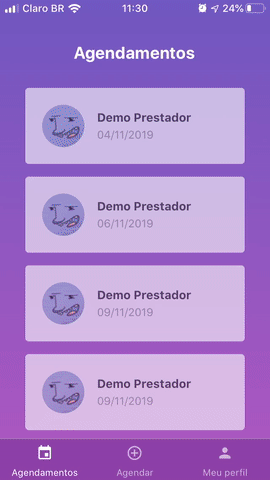 Claro BR 11:30 24%
Agendamentos
Demo Prestador
04/11/2019
Demo Prestador
06/11/2019
Demo Prestador
09/11/2019
Demo Prestador
09/11/2019
Agendamentos Agendar Meu perfil